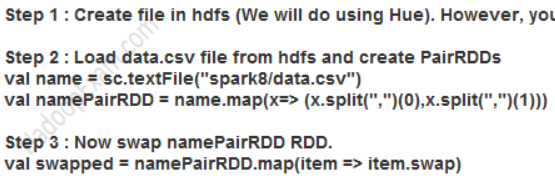 Step 1 : Create file in hdfs (We will do using Hue). However, you
Step 2 : Load data.csv file from hdfs and create PairRDDs
val name = sc.textFile("spark8/data.csv")
val namePairRDD = name.map(x=> (x.split(",")(0),x.split(",")(1)))
Step 3 : Now swap namePairRDD RDD.
val swapped = namePairRDD.map(item => item.swap)